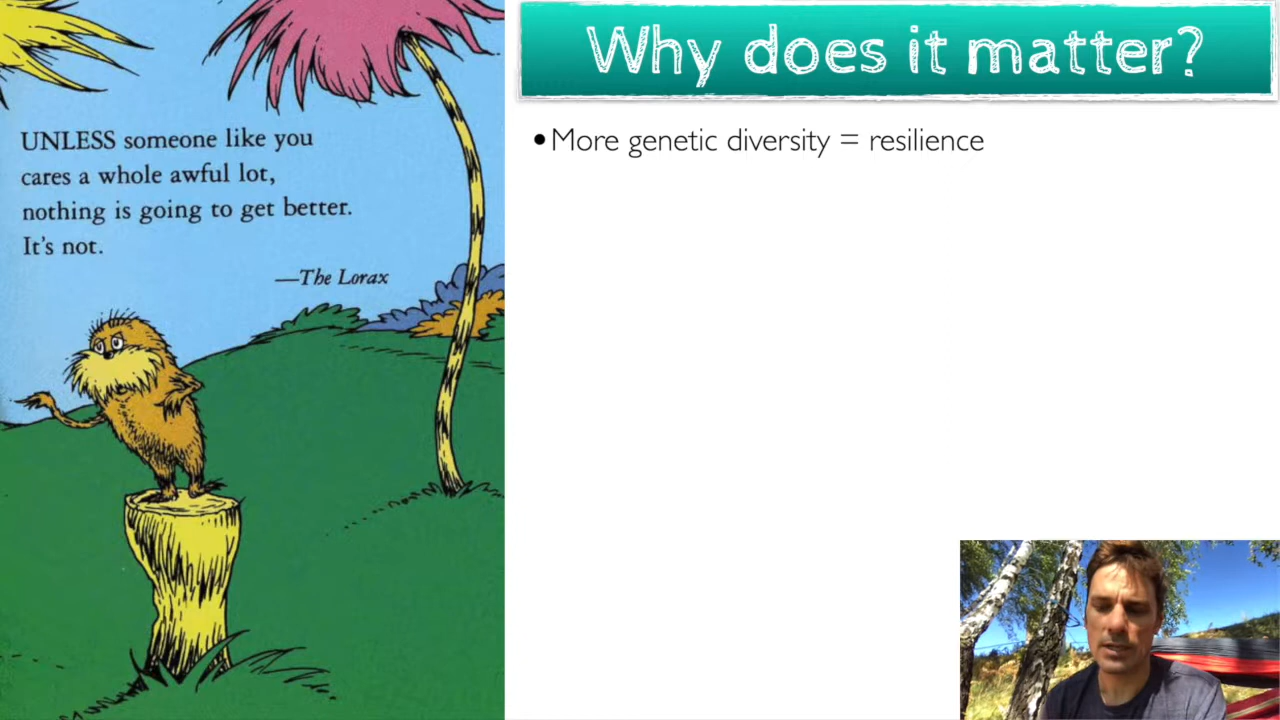 UNLESS someone like you
cares a whole awful lot,
nothing is going to get better.
It's not.
—The Lorax
Why does it matter?
•More genetic diversity = resilience